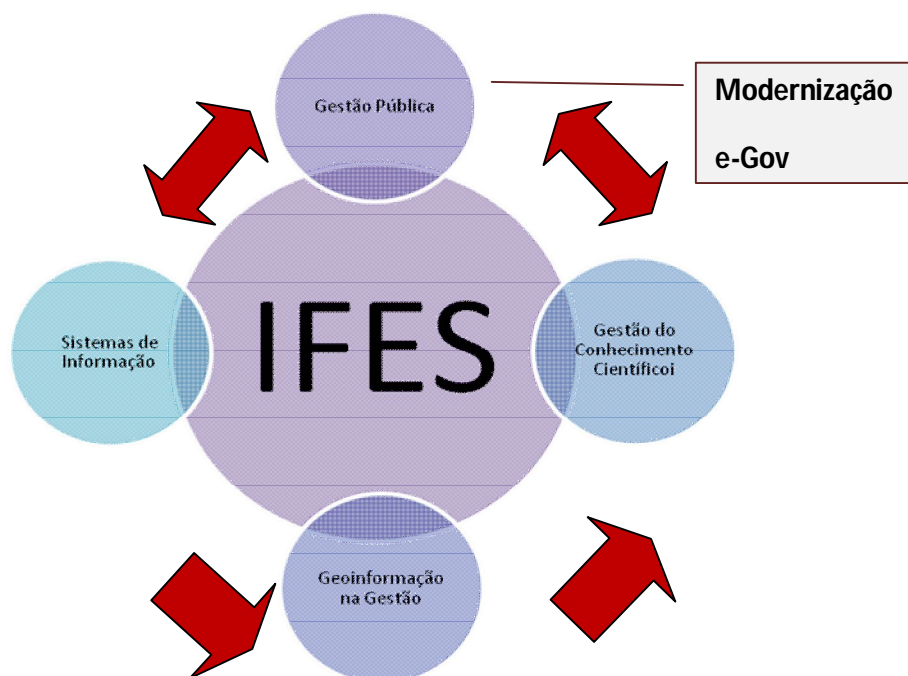 Gestão Pública
Modernização
e-Gov
Sistemas de
Informação
IFES
Gestão do
Conhecimento
Científicoi
Geoinformação
na Gestão